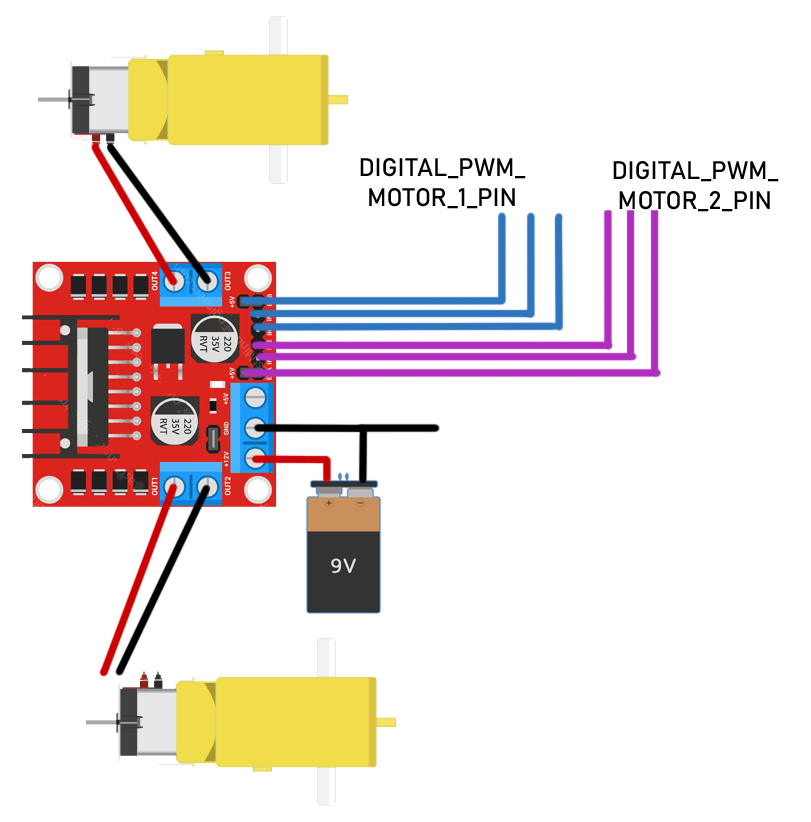 DIGITAL_PWM_
MOTOR_1_PIN
DIGITAL_PWM_
MOTOR_2_PIN
OUT4
OUT3
+5V
220
35V
RVT
+5V
+5V
GND
220
35V
RVT
+12V
OUT1
OUT2
+
−
9V